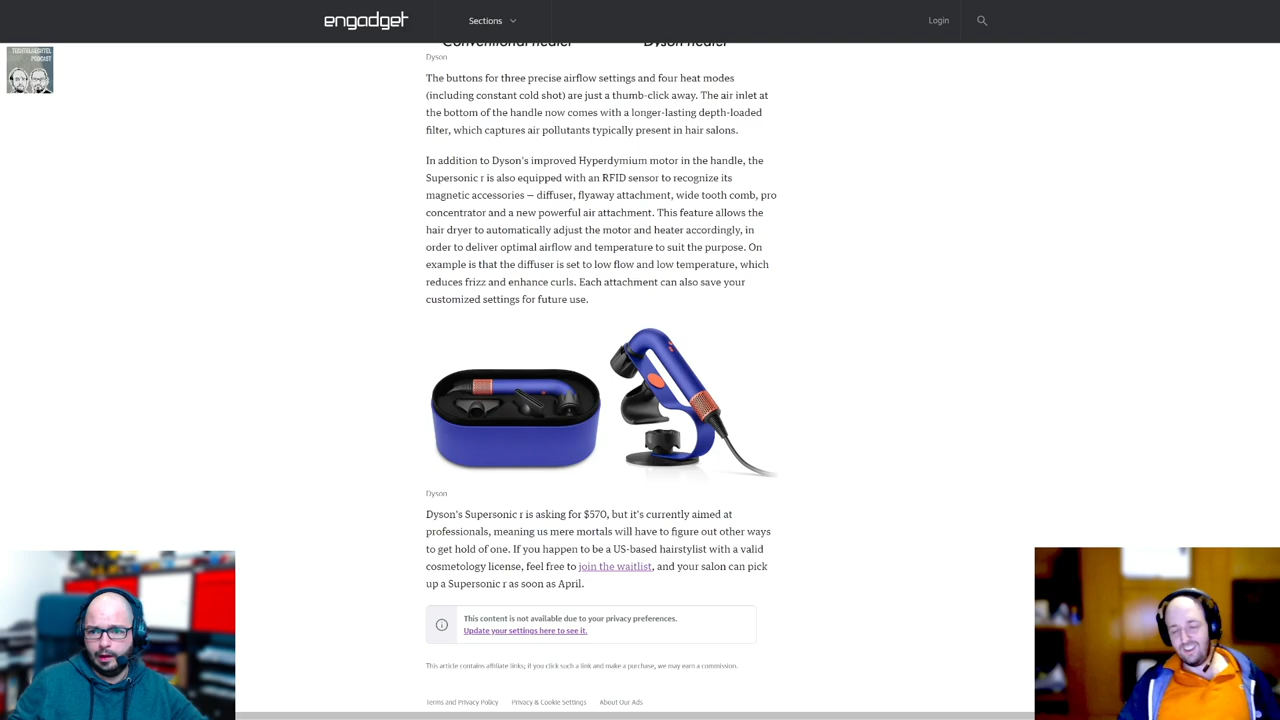 engadget
Sections
Login
TECHTELMECHTEL
PODCAST
Conventional heater
Dyson heater
Dyson
The buttons for three precise airflow settings and four heat modes
(including constant cold shot) are just a thumb-click away. The air inlet at
the bottom of the handle now comes with a longer-lasting depth-loaded
filter, which captures air pollutants typically present in hair salons.
In addition to Dyson's improved Hyperdymium motor in the handle, the
Supersonic r is also equipped with an RFID sensor to recognize its
magnetic accessories — diffuser, flyaway attachment, wide tooth comb, pro
concentrator and a new powerful air attachment. This feature allows the
hair dryer to automatically adjust the motor and heater accordingly, in
order to deliver optimal airflow and temperature to suit the purpose. On
example is that the diffuser is set to low flow and low temperature, which
reduces frizz and enhance curls. Each attachment can also save your
customized settings for future use.
Dyson
Dyson's Supersonic r is asking for $570, but it's currently aimed at
professionals, meaning us mere mortals will have to figure out other ways
to get hold of one. If you happen to be a US-based hairstylist with a valid
cosmetology license, feel free to join the waitlist, and your salon can pick
up a Supersonic r as soon as April.
This content is not available due to your privacy preferences.
Update your settings here to see it.
This article contains affiliate links; if you click such a link and make a purchase, we may earn a commission.
Terms and Privacy Policy
Privacy & Cookie Settings
About Our Ads